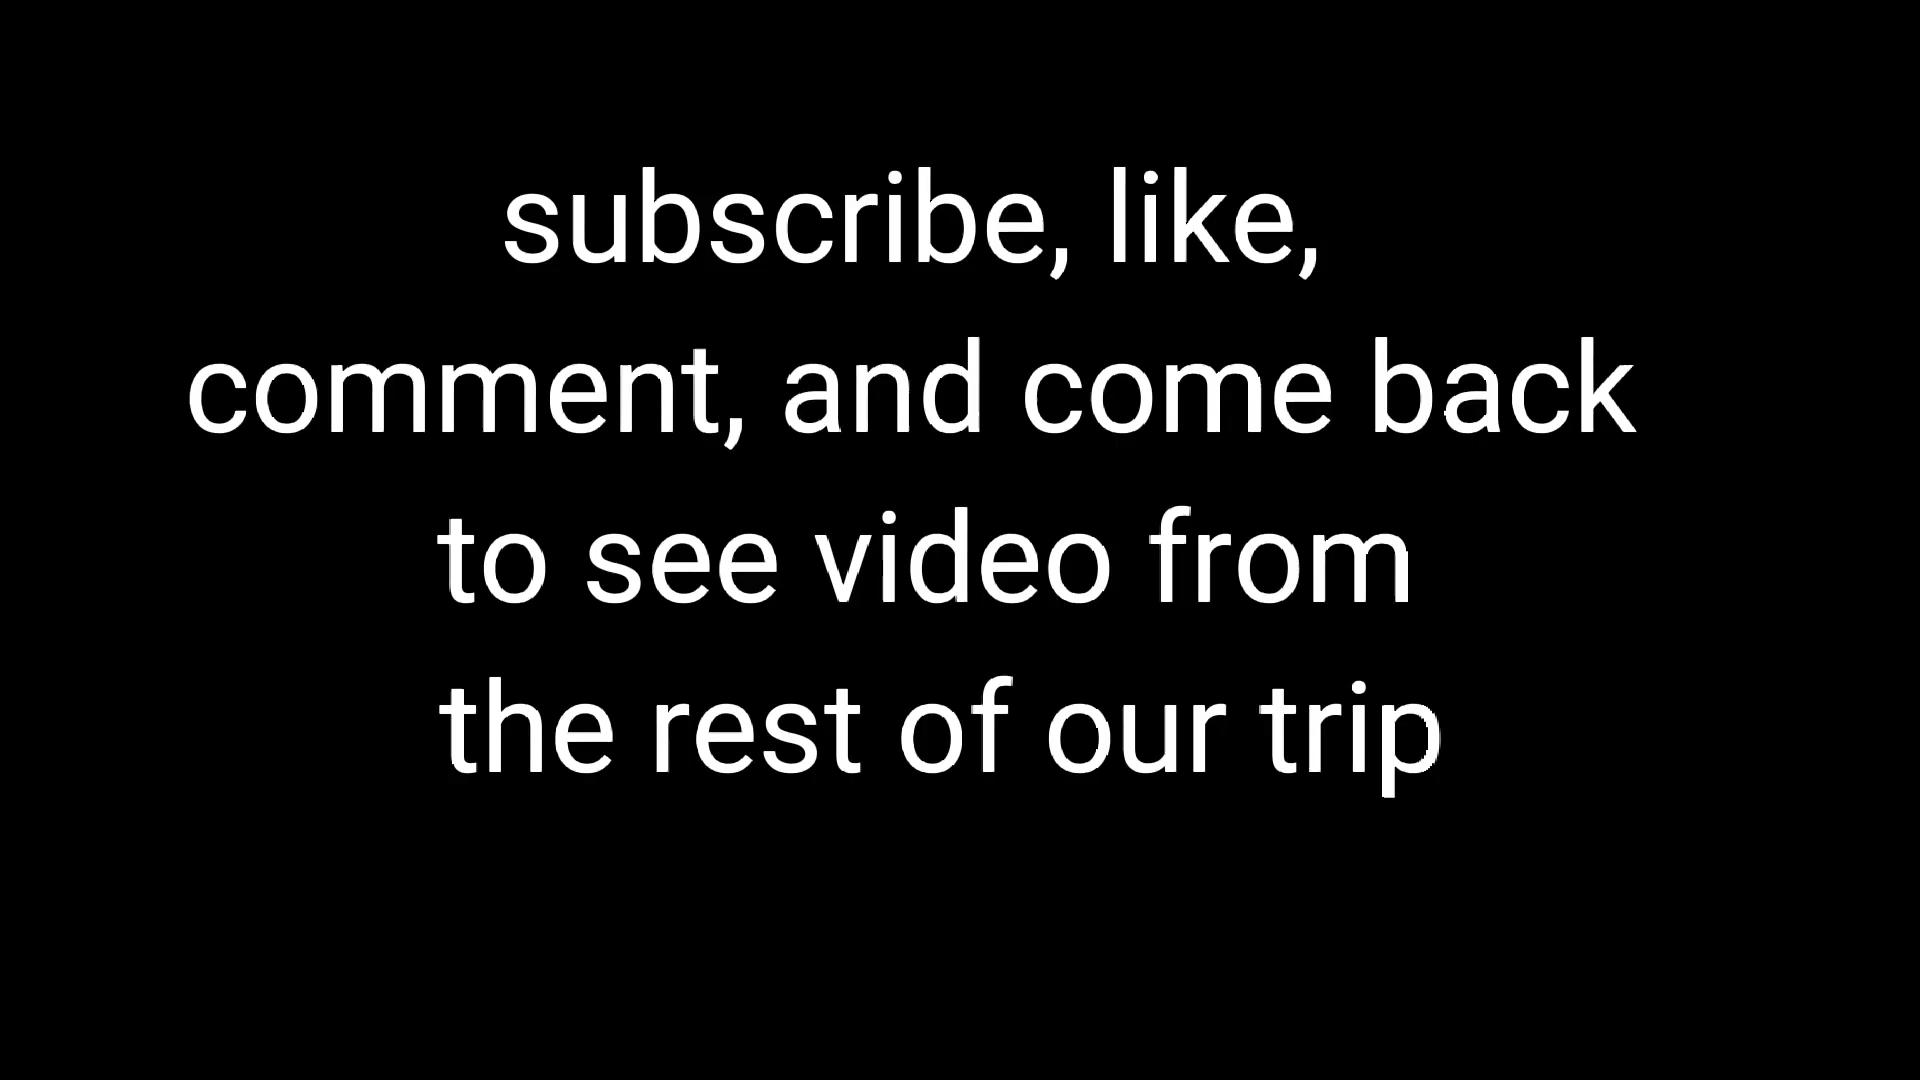 subscribe, like,
comment, and come back
to see video from
the rest of our trip